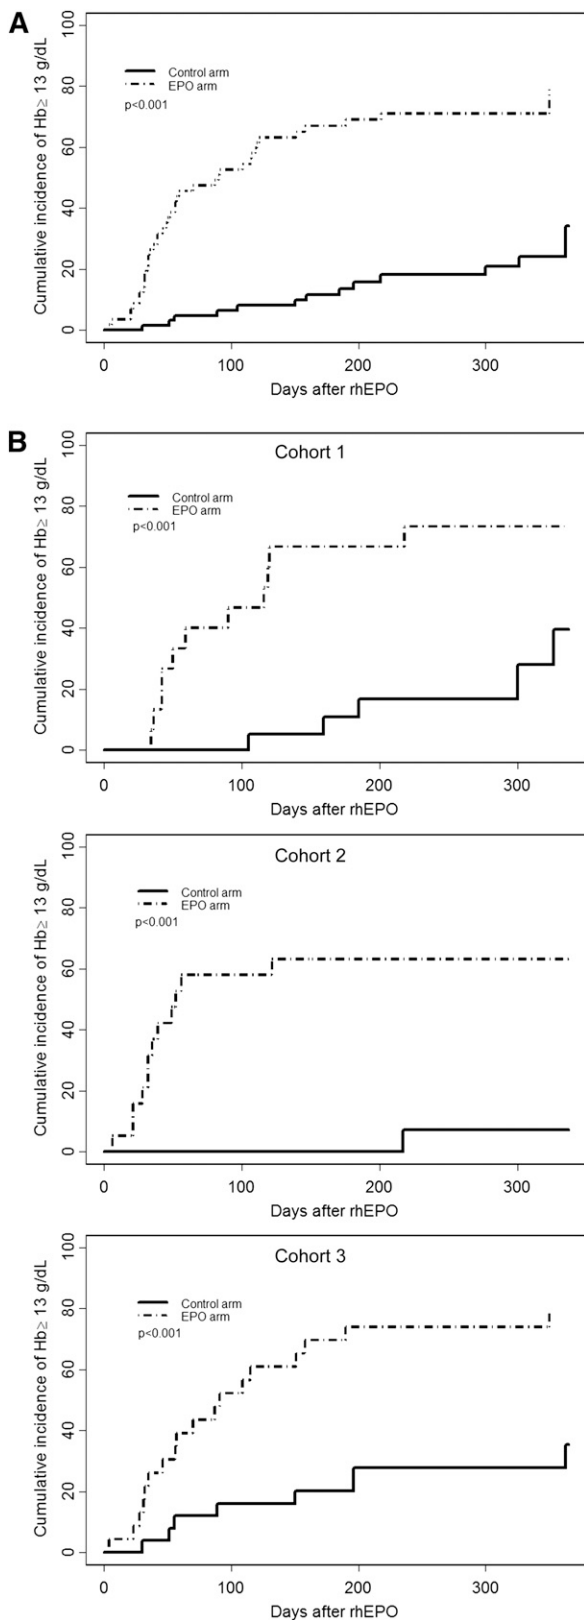 A
Cumulative incidence of Hb≥ 13 g/dL
100
80
60
40
20
0
Control arm
EPO arm
p<0.001
0 100 200 300
Days after rhEPO
B
Cohort 1
Cumulative incidence of Hb≥ 13 g/dL
100
80
60
40
20
0
Control arm
EPO arm
p<0.001
0 100 200 300
Days after rhEPO
Cohort 2
Cumulative incidence of Hb≥ 13 g/dL
100
80
60
40
20
0
Control arm
EPO arm
p<0.001
0 100 200 300
Days after rhEPO
Cohort 3
Cumulative incidence of Hb≥ 13 g/dL
100
80
60
40
20
0
Control arm
EPO arm
p<0.001
0 100 200 300
Days after rhEPO